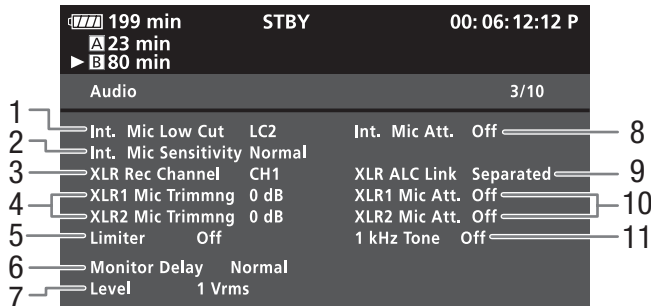 199 min STBY 00: 06: 12: 12 P
A 23 min
▶ B 80 min
Audio 3/10
1 Int. Mic Low Cut LC2 Int. Mic Att. Off 8
2 Int. Mic Sensitivity Normal
3 XLR Rec Channel CH1 XLR ALC Link Separated 9
4 XLR1 Mic Trimmng 0 dB XLR1 Mic Att. Off 10
XLR2 Mic Trimmng 0 dB XLR2 Mic Att. Off
5 Limiter Off 1 kHz Tone Off 11
6 Monitor Delay Normal
7 Level 1 Vrms